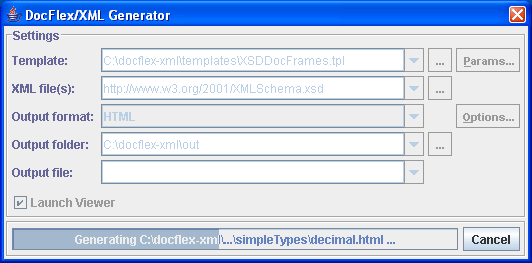 DocFlex/XML Generator
Settings
Template: C:\docflex-xml\templates\XSDDocFrames.tpl ... Params...
XML file(s): http://www.w3.org/2001/XMLSchema.xsd ...
Output format: HTML Options...
Output folder: C:\docflex-xml\out ...
Output file:
Launch Viewer
Generating C:\docflex-xml\...\simpleTypes\decimal.html ... Cancel